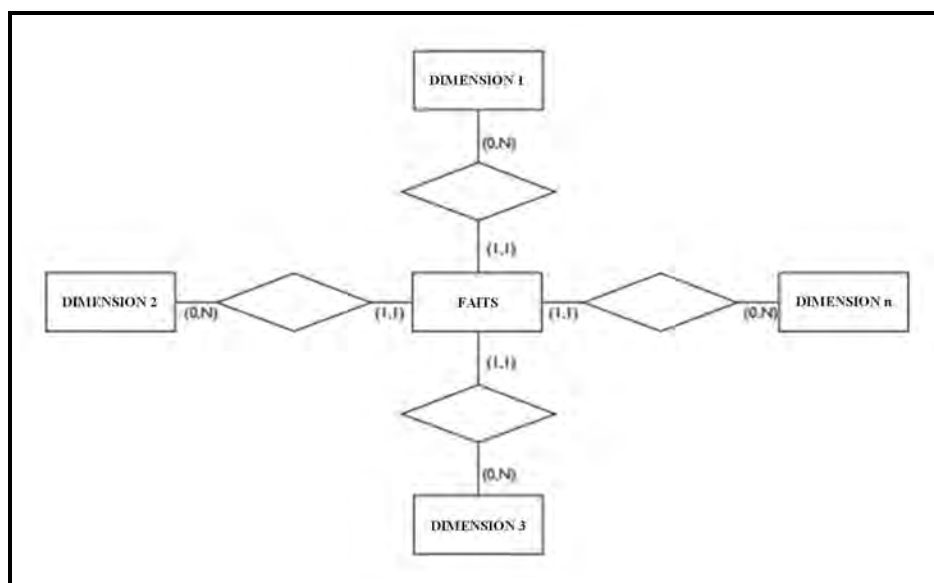 DIMENSION 1
(0,N)
(1,1)
DIMENSION 2
(0,N)
(1,1)
FAITS
(1,1)
(0,N)
DIMENSION n
(1,1)
(0,N)
DIMENSION 3